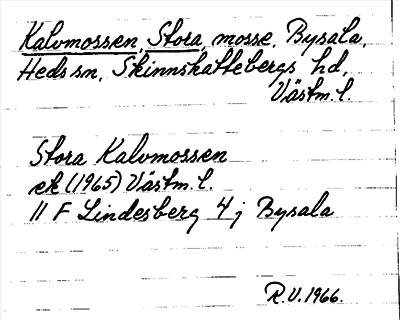 Kalvmossen, Stora, mosse, Bysala,
Heds sn, Skinnskattebergs hd,
Västm. l.
Stora Kalvmossen
ek (1965) Västm. l.
11 F Lindesberg 4 j Bysala
R.V. 1966.